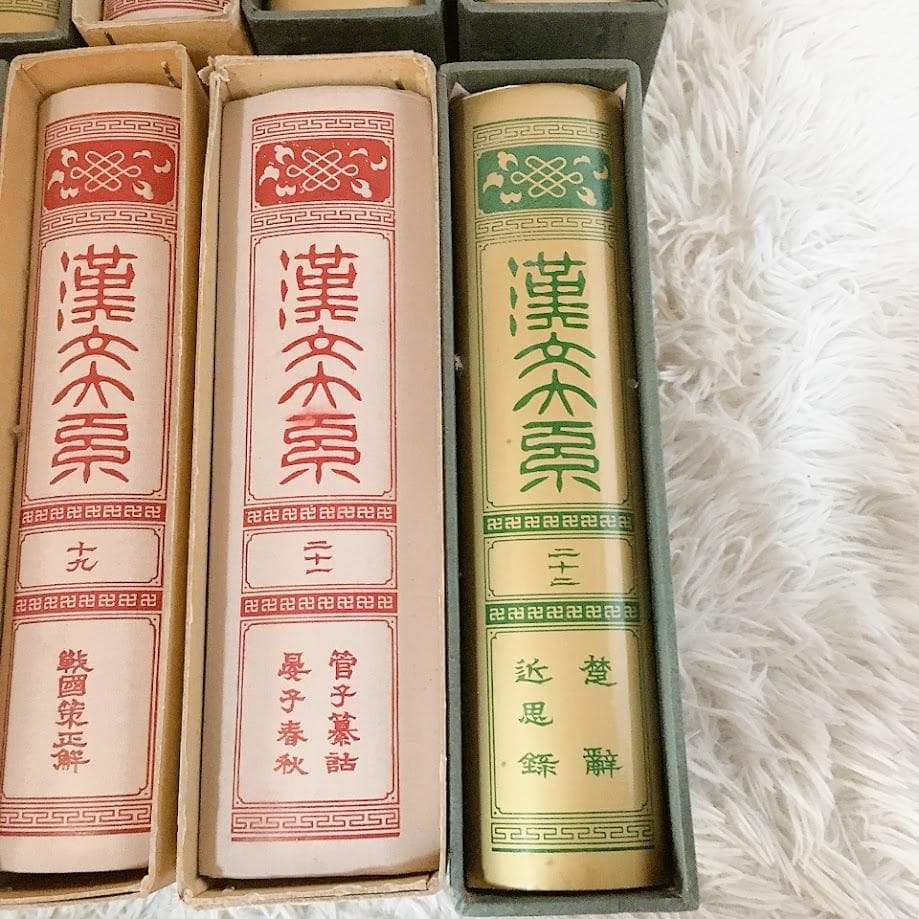 漢文大系
十九
戰國策正解
漢文大系
二十一
管子纂詁
晏子春秋
漢文大系
二十二
楚辭
近思錄